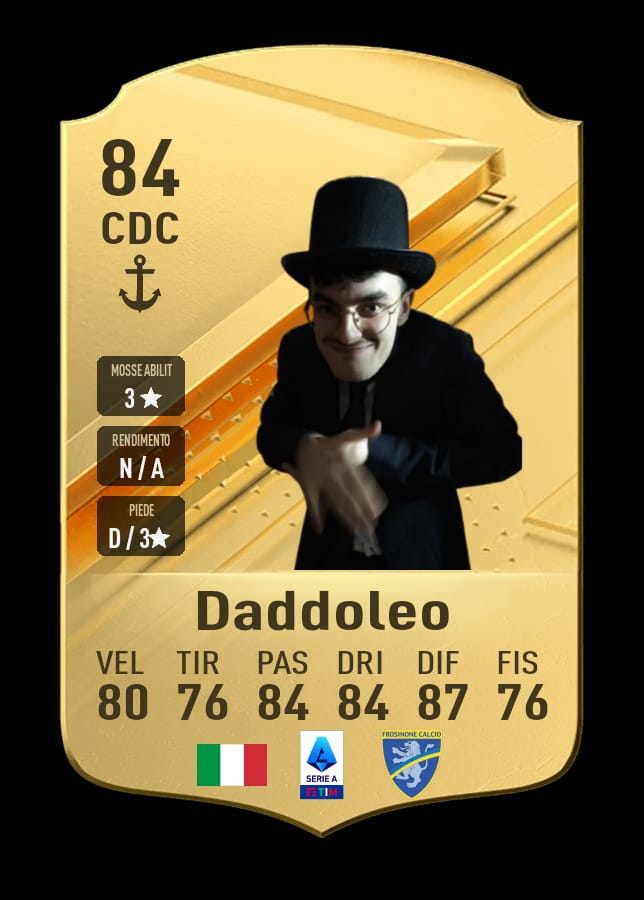 84
CDC
MOSSE ABILIT
3★
RENDIMENTO
N / A
PIEDE
D / 3★
Daddoleo
VEL TIR PAS DRI DIF FIS
80 76 84 84 87 76
FROSINONE CALCIO
SERIE A
TIM